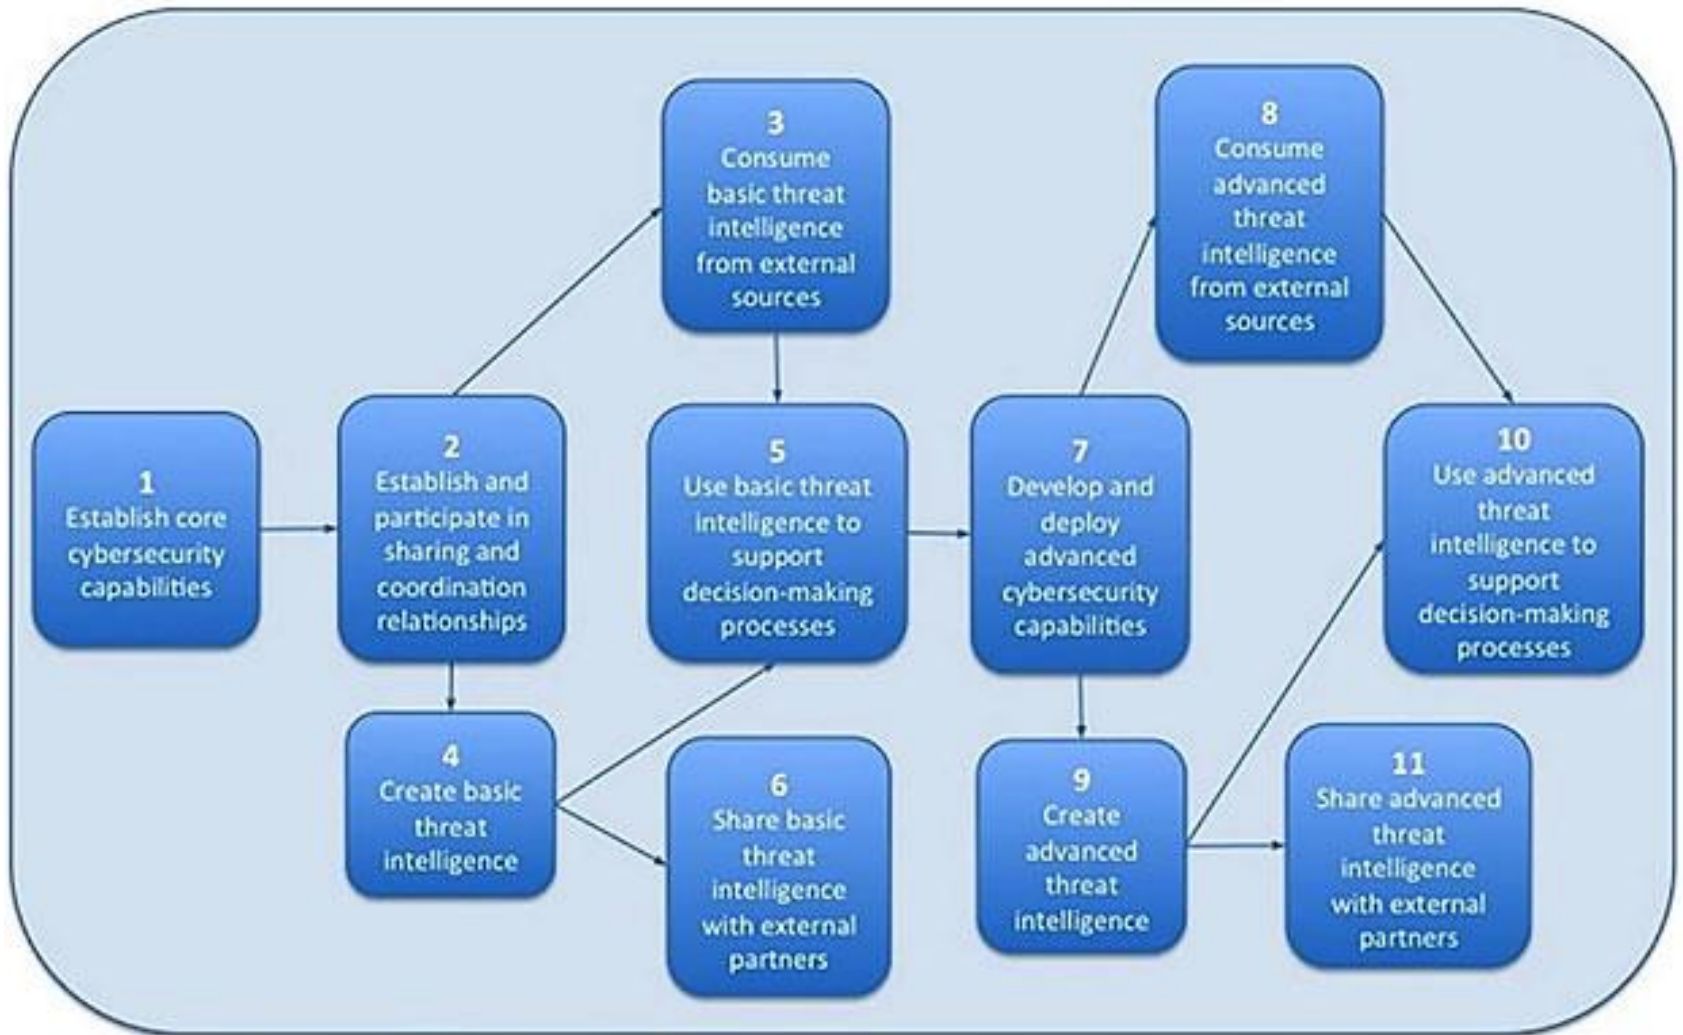 1
Establish core
cybersecurity
capabilities
2
Establish and
participate in
sharing and
coordination
relationships
3
Consume
basic threat
intelligence
from external
sources
4
Create basic
threat
intelligence
5
Use basic threat
intelligence to
support
decision-making
processes
6
Share basic
threat
intelligence
with external
partners
7
Develop and
deploy
advanced
cybersecurity
capabilities
8
Consume
advanced
threat
intelligence
from external
sources
9
Create
advanced
threat
intelligence
10
Use advanced
threat
intelligence to
support
decision-making
processes
11
Share advanced
threat
intelligence
with external
partners